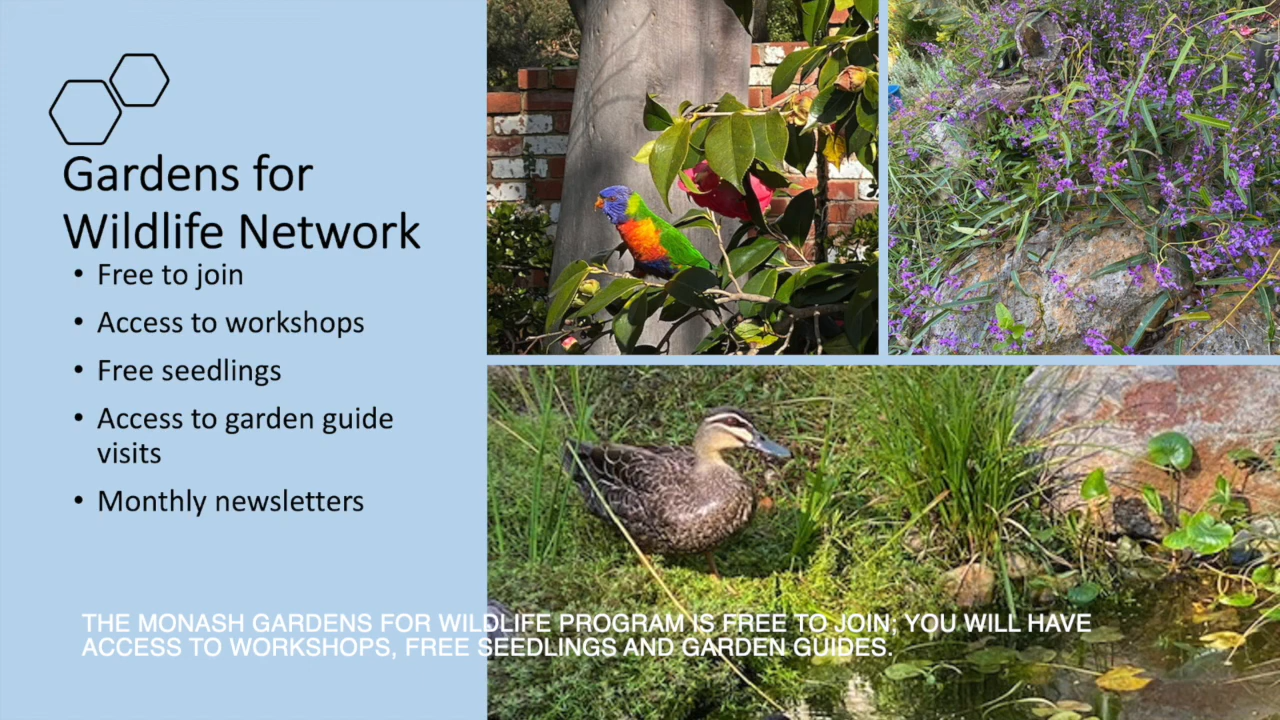 Gardens for
Wildlife Network
• Free to join
• Access to workshops
• Free seedlings
• Access to garden guide
visits
• Monthly newsletters
THE MONASH GARDENS FOR WILDLIFE PROGRAM IS FREE TO JOIN; YOU WILL HAVE
ACCESS TO WORKSHOPS, FREE SEEDLINGS AND GARDEN GUIDES.